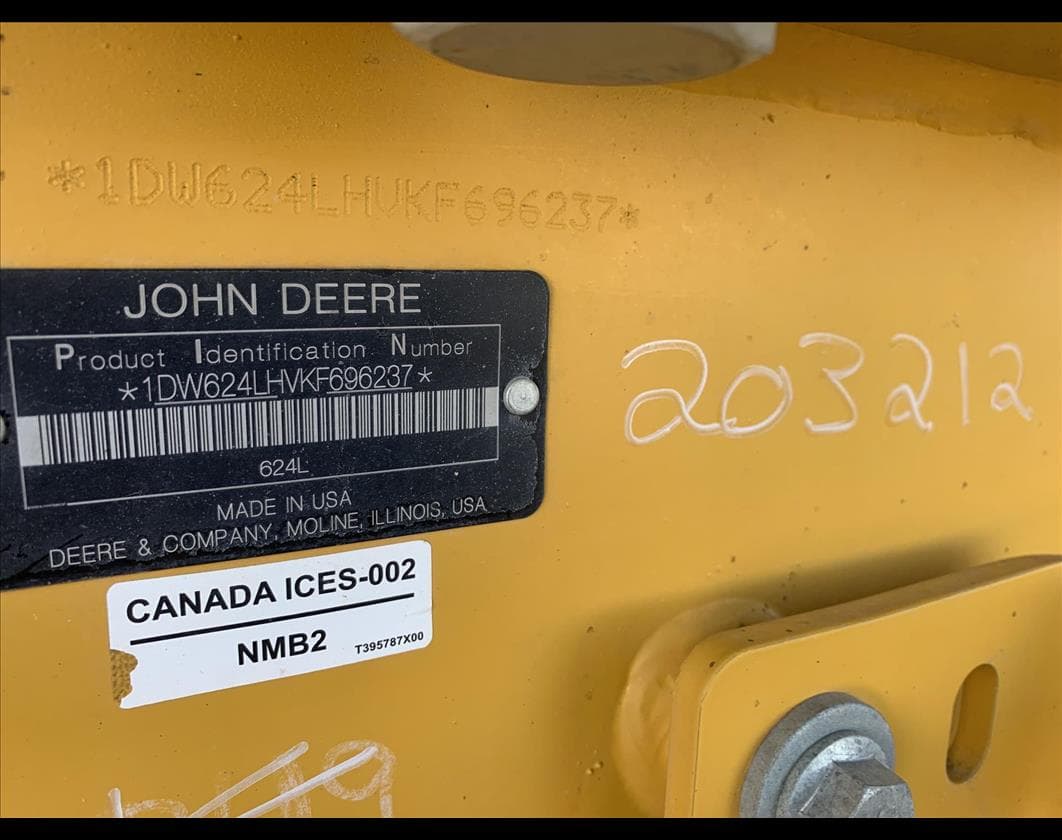 *1DW624LHVKF696237*
JOHN DEERE
Product Identification Number
*1DW624LHVKF696237*
624L
MADE IN USA
DEERE & COMPANY, MOLINE, ILLINOIS, USA
203212
CANADA ICES-002
NMB2 T395787X00